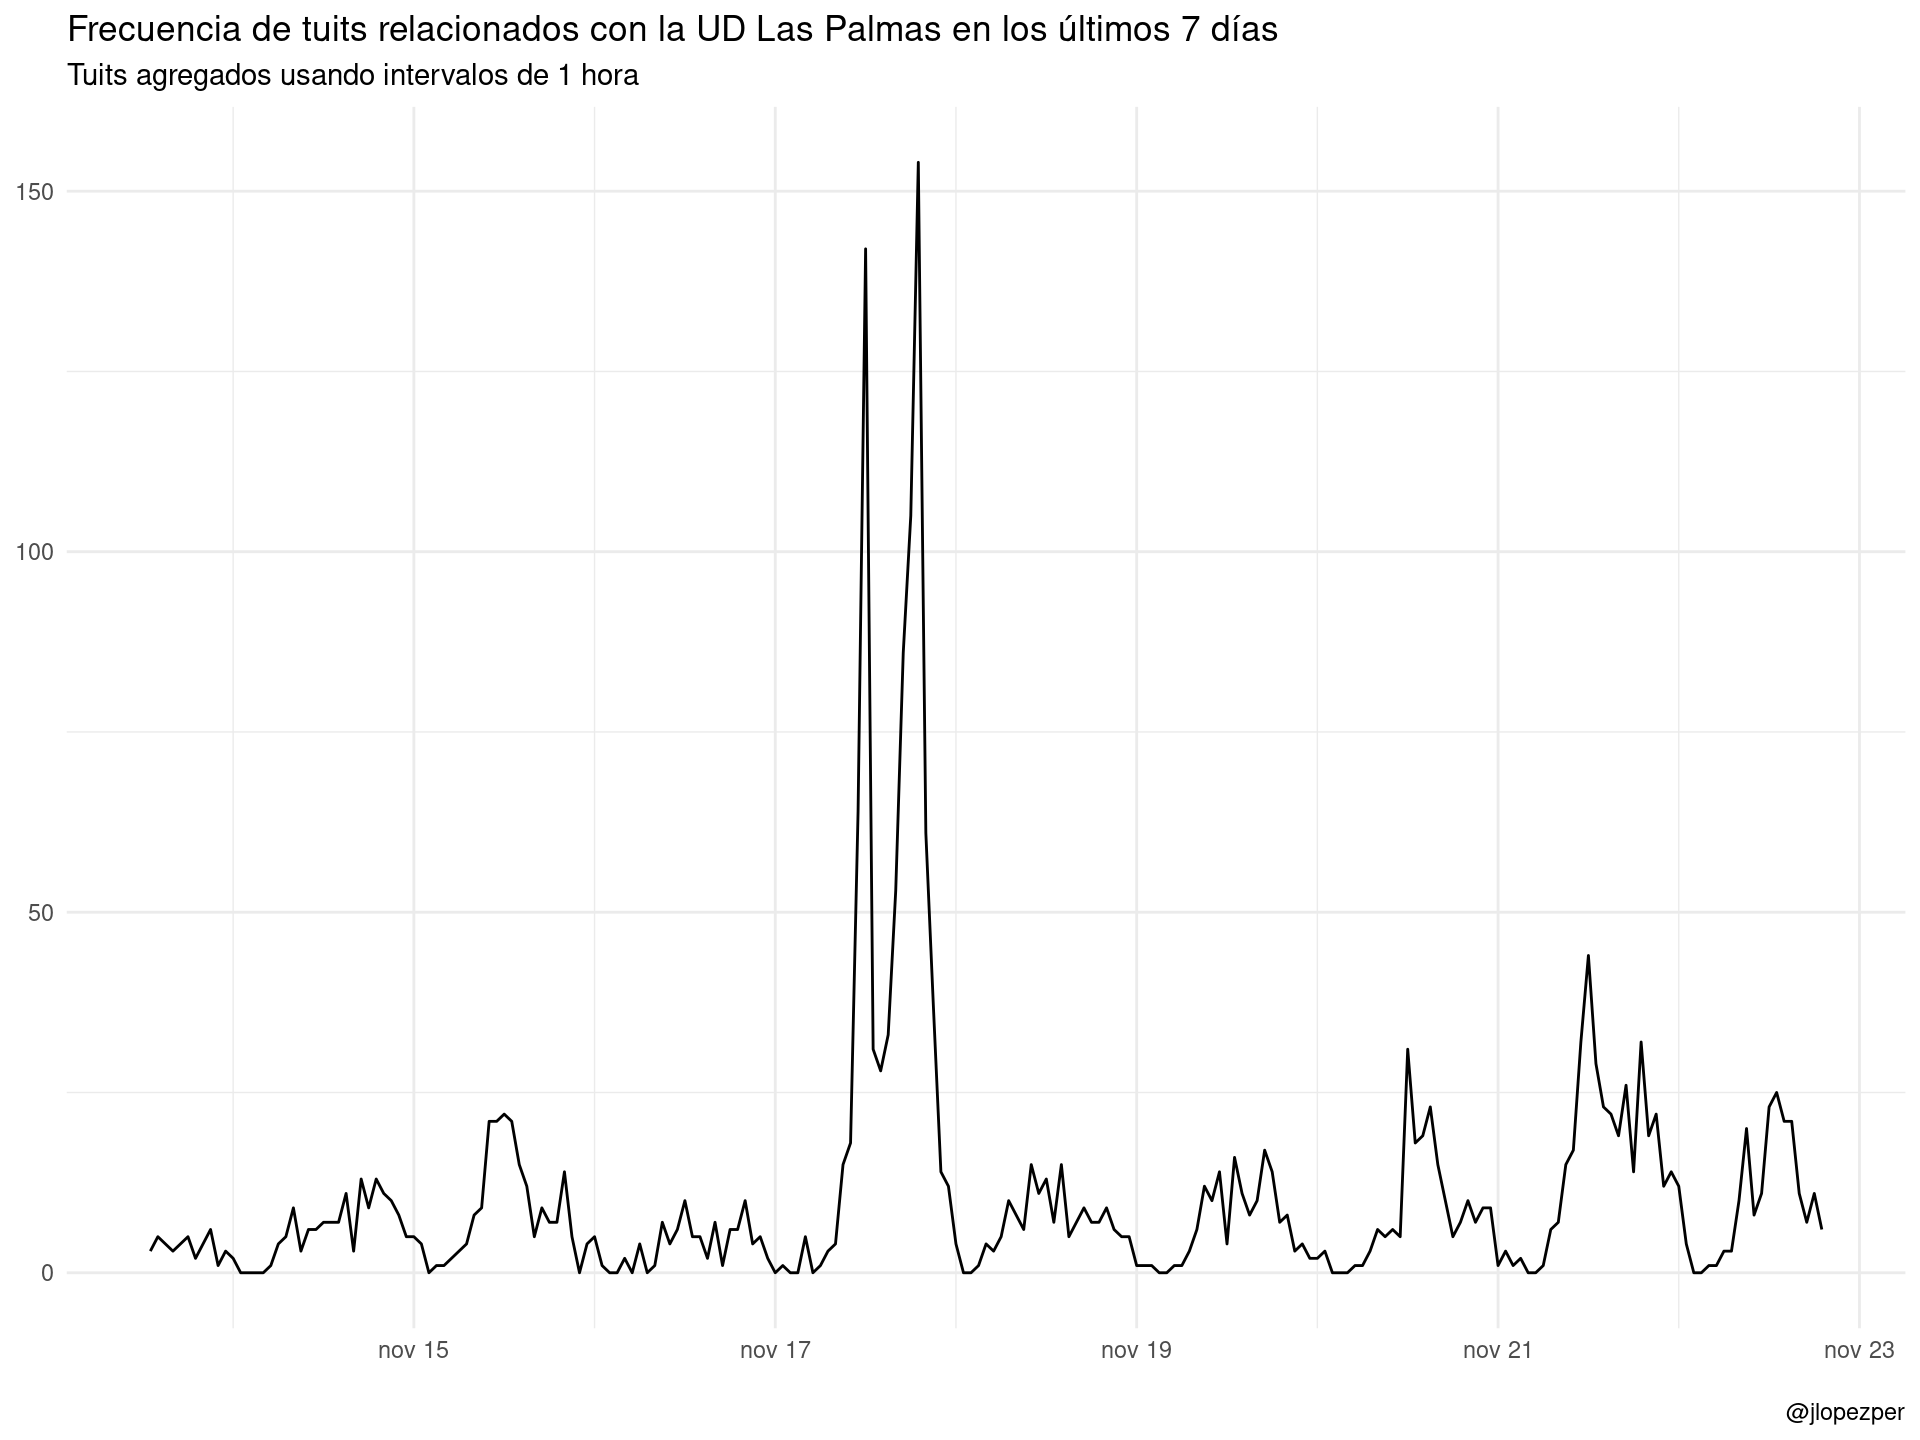 Frecuencia de tuits relacionados con la UD Las Palmas en los últimos 7 días
Tuits agregados usando intervalos de 1 hora
150
100
50
0
nov 15
nov 17
nov 19
nov 21
nov 23
@jlopezper